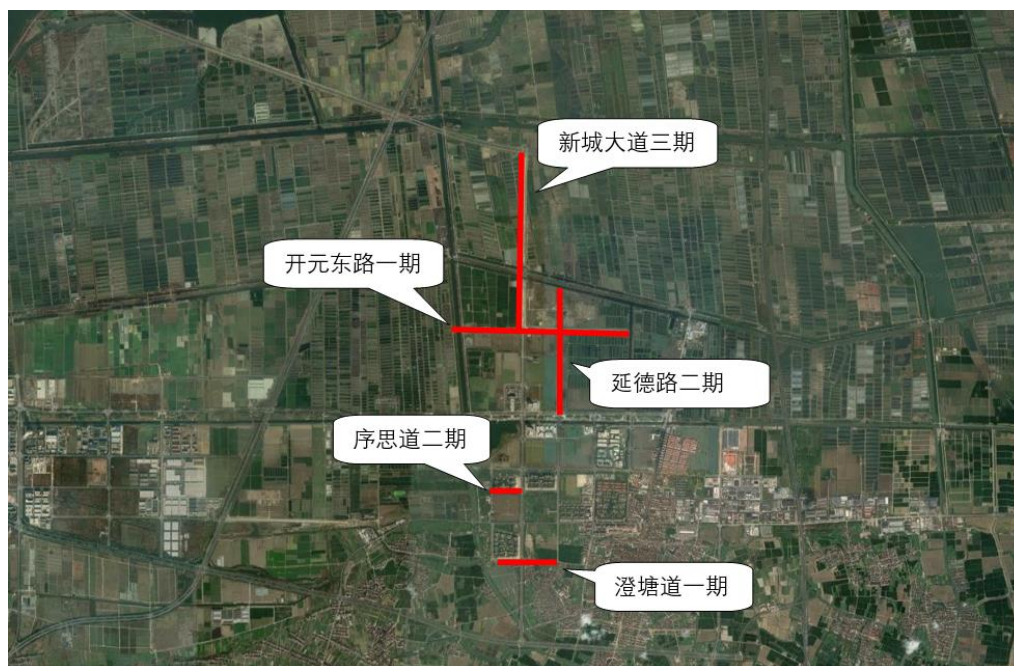 新城大道三期
开元东路一期
延德路二期
序思道二期
澄塘道一期